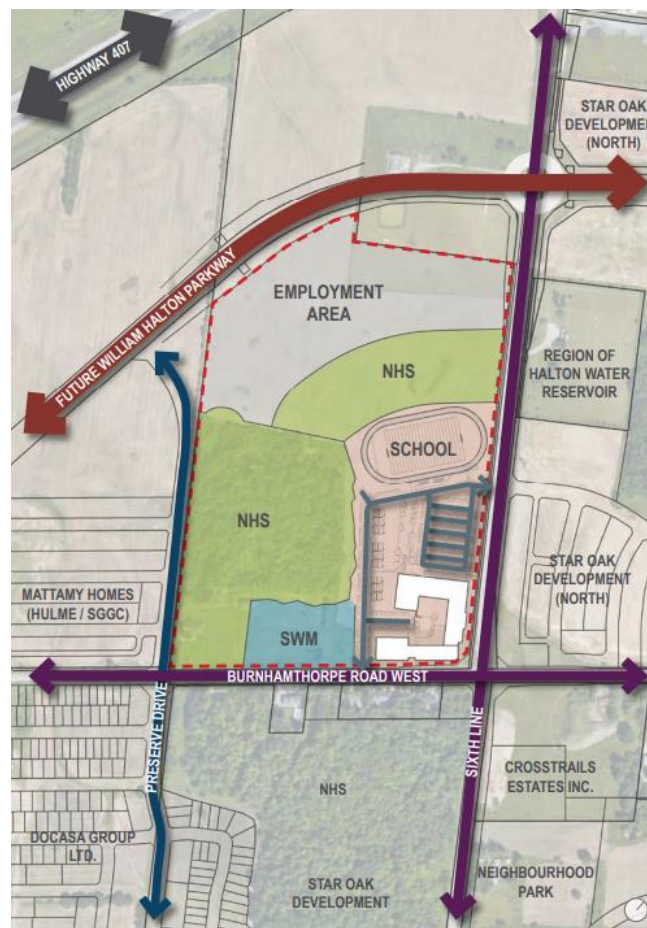 HIGHWAY 407
STAR OAK
DEVELOPMENT
(NORTH)
FUTURE WILLIAM HALTON PARKWAY
EMPLOYMENT
AREA
NHS
REGION OF
HALTON WATER
RESERVOIR
SCHOOL
NHS
STAR OAK
DEVELOPMENT
(NORTH)
MATTAMY HOMES
(HULME / SGGC)
SWM
BURNHAMTHORPE ROAD WEST
PRESERVE DRIVE
SIXTH LINE
CROSSTRAILS
ESTATES INC.
NHS
DOCASA GROUP
LTD.
NEIGHBOURHOOD
PARK
STAR OAK
DEVELOPMENT